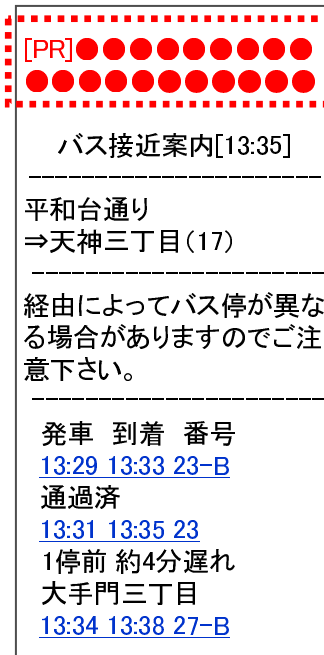 [PR]●●●●●●●●●
●●●●●●●●●●●
バス接近案内[13:35]
----------------------
平和台通り
⇒天神三丁目(17)
----------------------
経由によってバス停が異な
る場合がありますのでご注
意下さい。
----------------------
発車 到着 番号
13:29 13:33 23-B
通過済
13:31 13:35 23
1停前 約4分遅れ
大手門三丁目
13:34 13:38 27-B